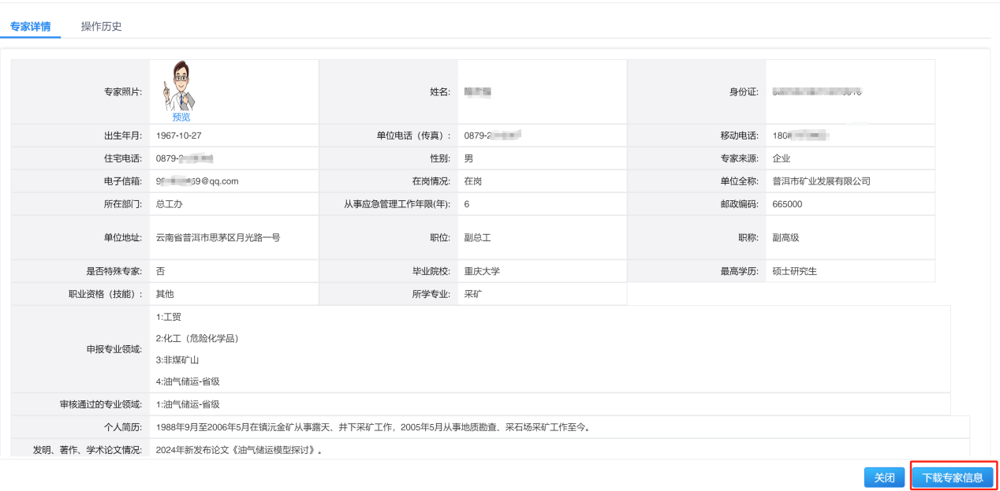 专家详情 操作历史
专家照片: 预览 姓名: 身份证:
出生年月: 1967-10-27 单位电话（传真）: 0879-2 移动电话: 180
住宅电话: 0879- 性别: 男 专家来源: 企业
电子信箱: 9 59@qq.com 在岗情况: 在岗 单位全称: 普洱市矿业发展有限公司
所在部门: 总工办 从事应急管理工作年限(年): 6 邮政编码: 665000
单位地址: 云南省普洱市思茅区月光路一号 职位: 副总工 职称: 副高级
是否特殊专家: 否 毕业院校: 重庆大学 最高学历: 硕士研究生
职业资格（技能）: 其他 所学专业: 采矿
申报专业领域:
1:工贸
2:化工（危险化学品）
3:非煤矿山
4:油气储运-省级
审核通过的专业领域: 1:油气储运-省级
个人简历: 1988年9月至2006年5月在镇沅金矿从事露天、井下采矿工作，2005年5月从事地质勘查、采石场采矿工作至今。
发明、著作、学术论文情况: 2024年新发布论文《油气储运模型探讨》。
关闭 下载专家信息